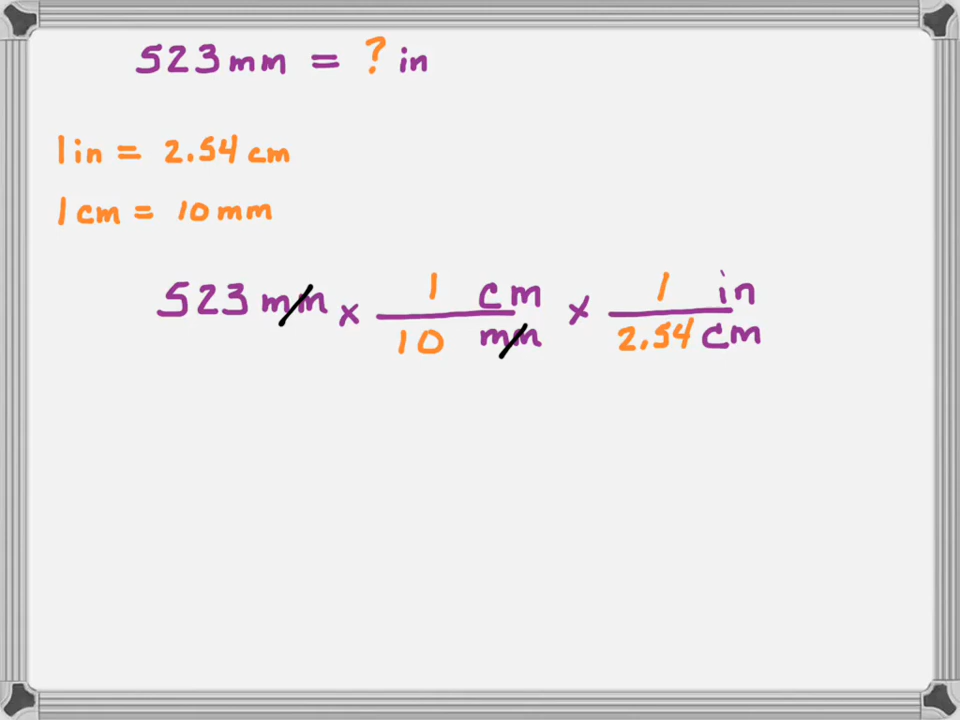 523 mm = ? in
1 in = 2.54 cm
1 cm = 10 mm
523 mm x 1 cm / 10 mm x 1 in / 2.54 cm